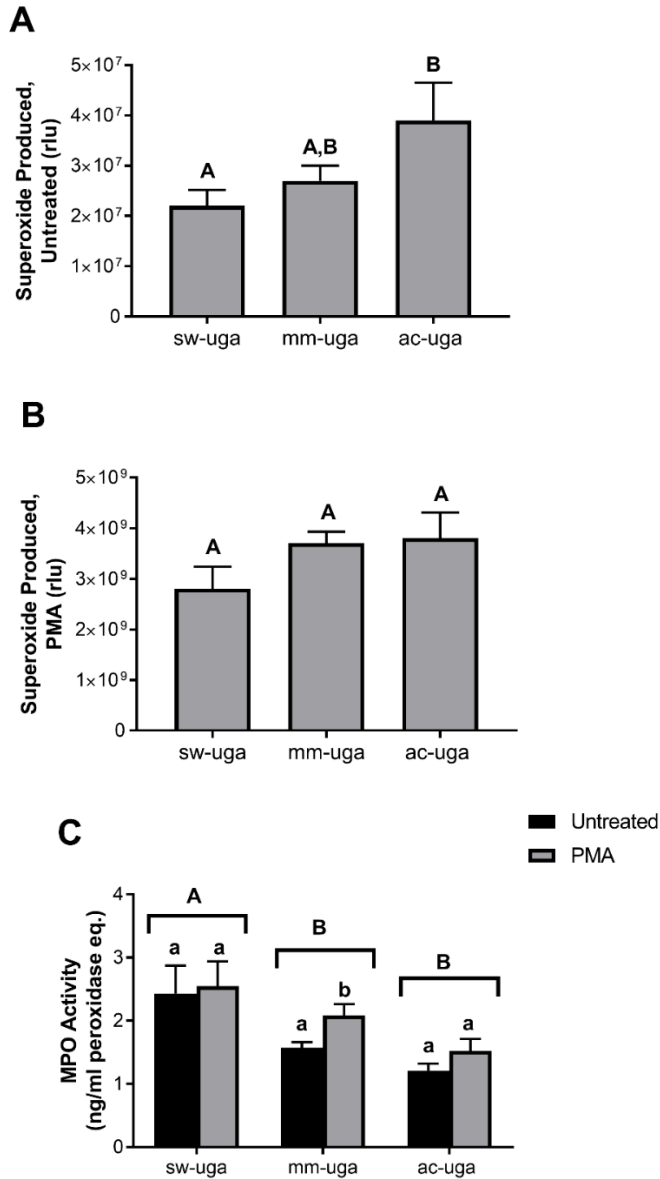 A
Superoxide Produced,
Untreated (rlu)
5×10⁷
4×10⁷
3×10⁷
2×10⁷
1×10⁷
0
A
A,B
B
sw-uga
mm-uga
ac-uga
B
Superoxide Produced,
PMA (rlu)
5×10⁹
4×10⁹
3×10⁹
2×10⁹
1×10⁹
0
A
A
A
sw-uga
mm-uga
ac-uga
C
Untreated
PMA
MPO Activity
(ng/ml peroxidase eq.)
4
3
2
1
0
A
B
B
a
a
a
b
a
a
sw-uga
mm-uga
ac-uga